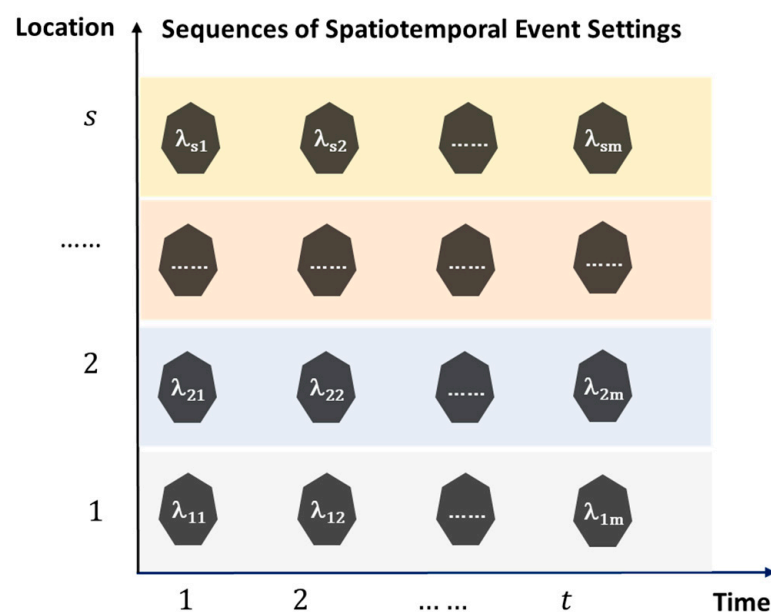 Location Sequences of Spatiotemporal Event Settings
s λs1 λs2 ...... λsm
...... ...... ...... ...... ......
2 λ21 λ22 ...... λ2m
1 λ11 λ12 ...... λ1m
1 2 ... ... t Time